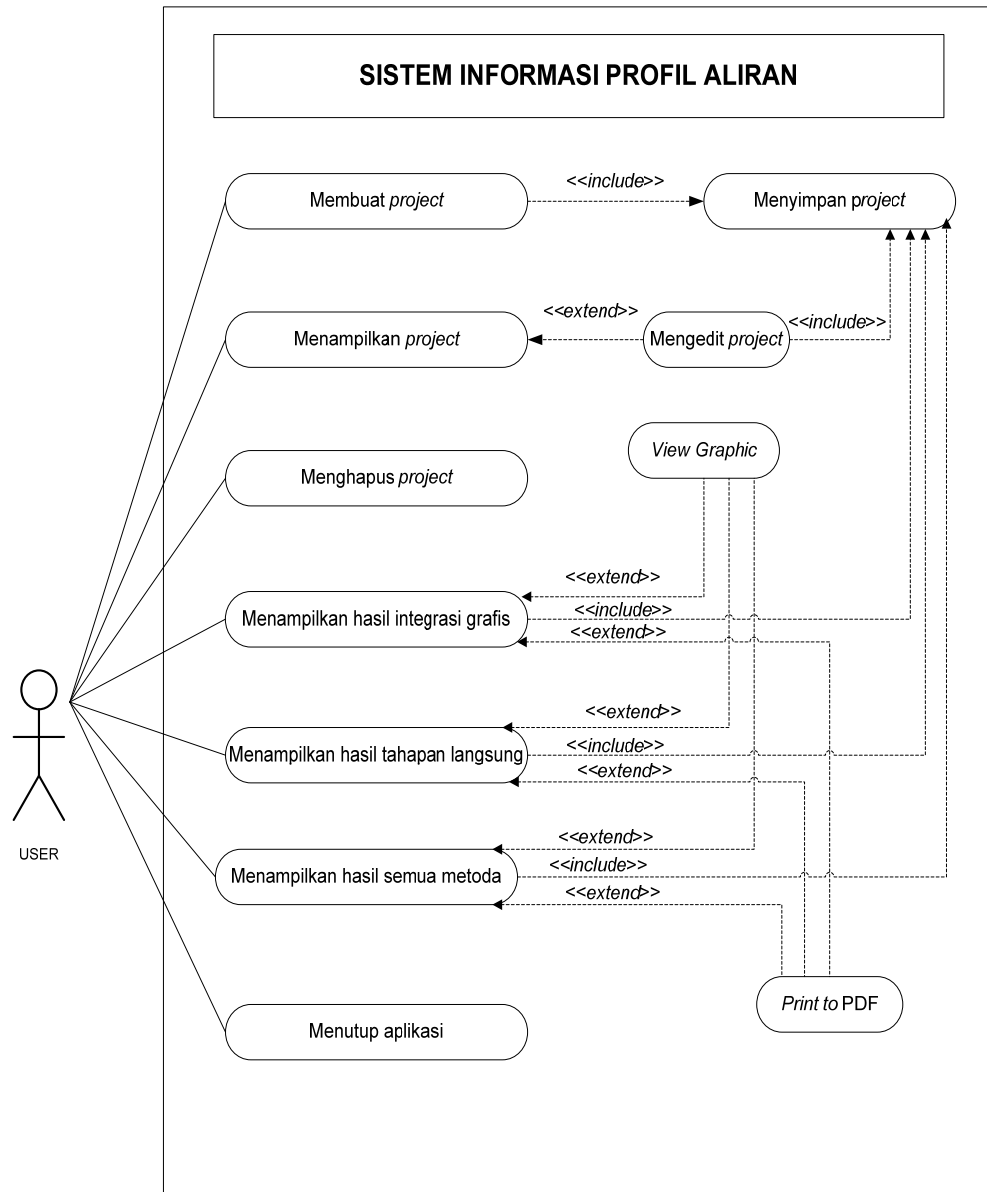 SISTEM INFORMASI PROFIL ALIRAN
<<include>>
Membuat project
Menyimpan project
<<extend>>
<<include>>
Menampilkan project
Mengedit project
View Graphic
Menghapus project
<<extend>>
<<include>>
Menampilkan hasil integrasi grafis
<<extend>>
<<extend>>
<<include>>
Menampilkan hasil tahapan langsung
<<extend>>
<<extend>>
USER
<<include>>
Menampilkan hasil semua metoda
<<extend>>
Print to PDF
Menutup aplikasi